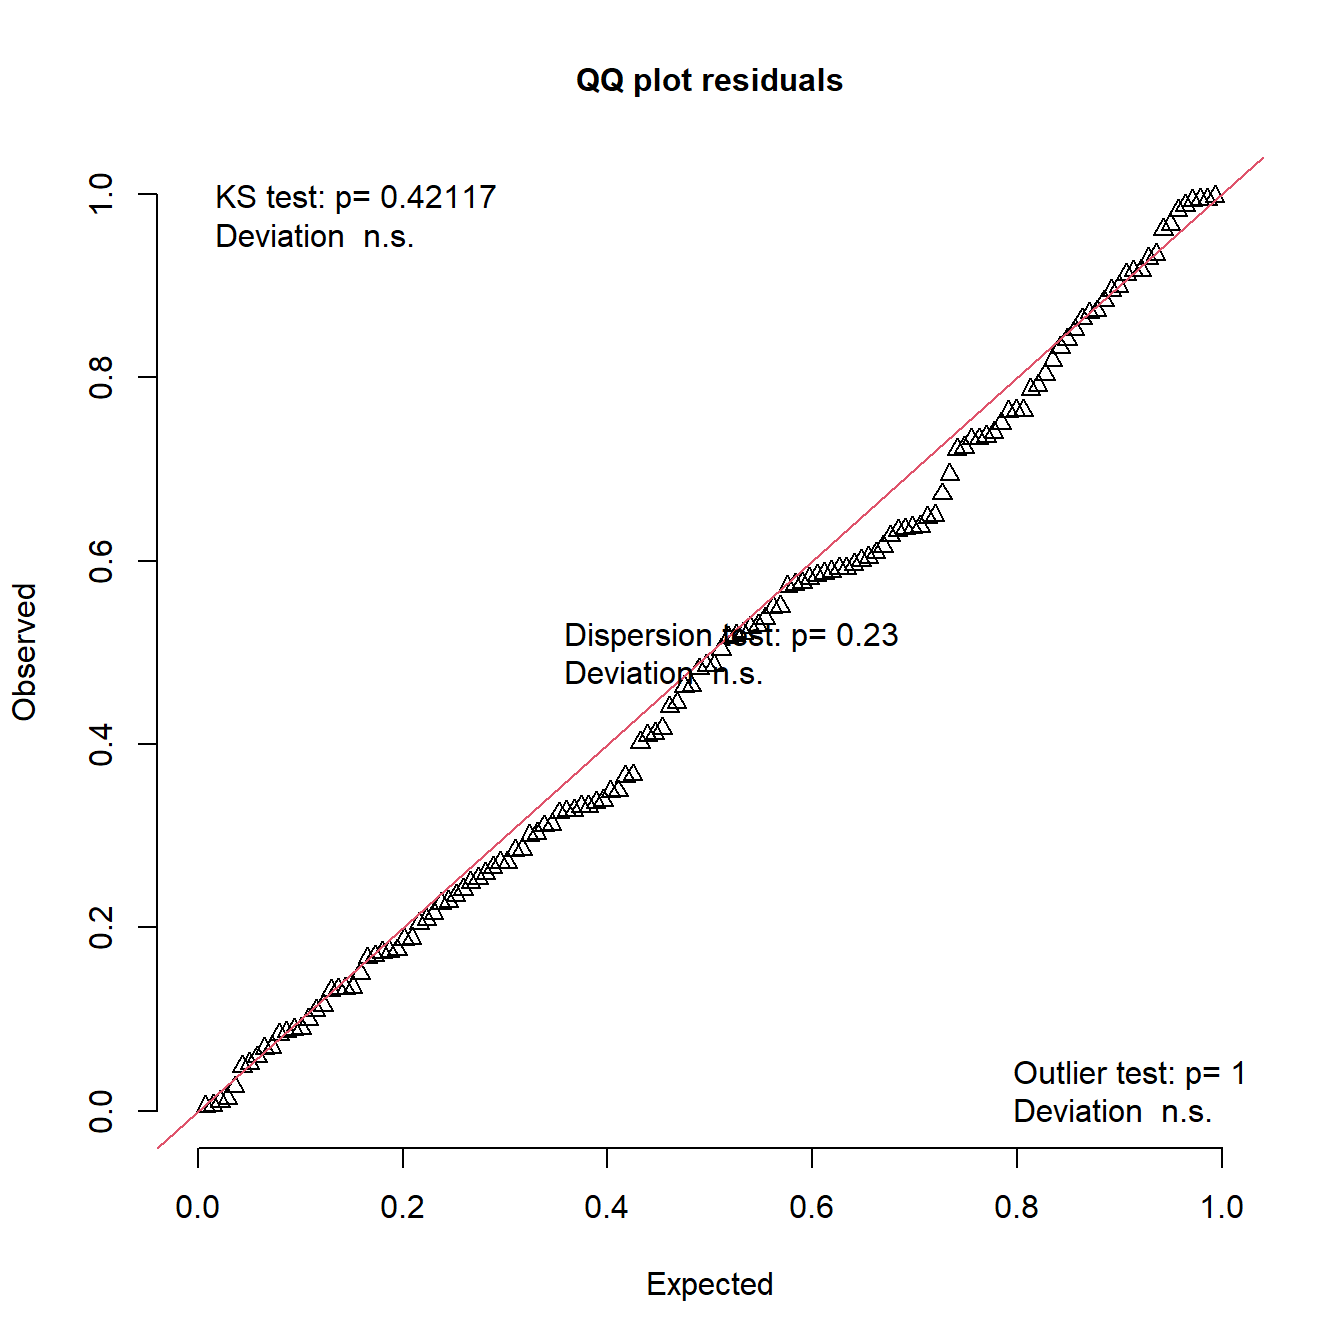 QQ plot residuals
KS test: p= 0.42117
Deviation  n.s.
Dispersion test: p= 0.23
Deviation  n.s.
Outlier test: p= 1
Deviation  n.s.
Observed
1.0
0.8
0.6
0.4
0.2
0.0
0.0 0.2 0.4 0.6 0.8 1.0
Expected